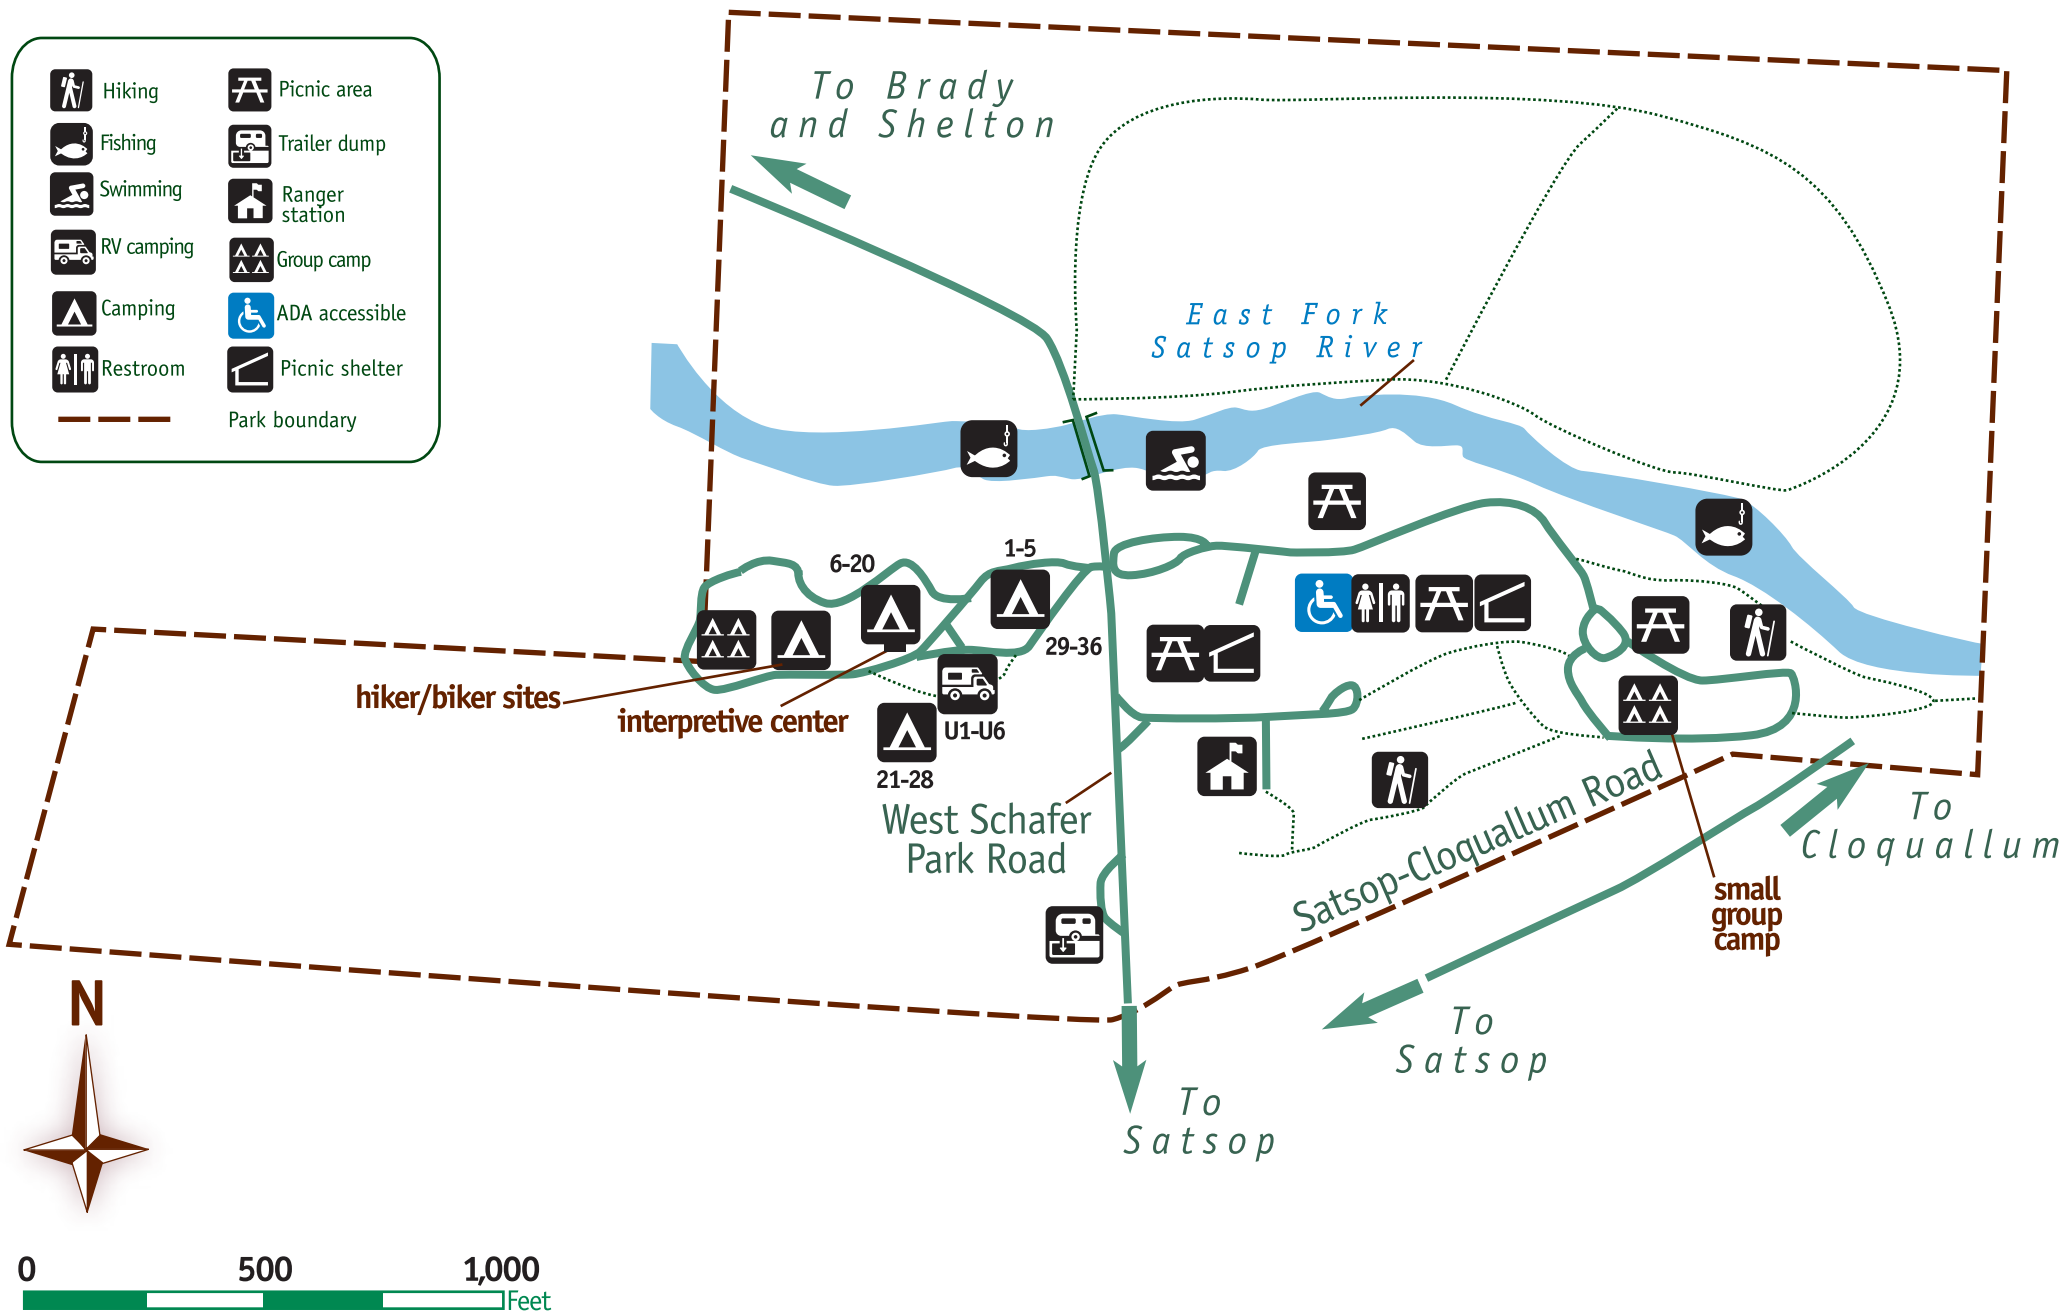 Hiking
Fishing
Swimming
RV camping
Camping
Restroom
Picnic area
Trailer dump
Ranger
station
Group camp
ADA accessible
Picnic shelter
Park boundary
To Brady
and Shelton
East Fork
Satsop River
1-5
6-20
29-36
hiker/biker sites
interpretive center
U1-U6
21-28
West Schafer
Park Road
Satsop-Cloquallum Road
To
Cloquallum
small
group
camp
To
Satsop
To
Satsop
N
0 500 1,000
Feet